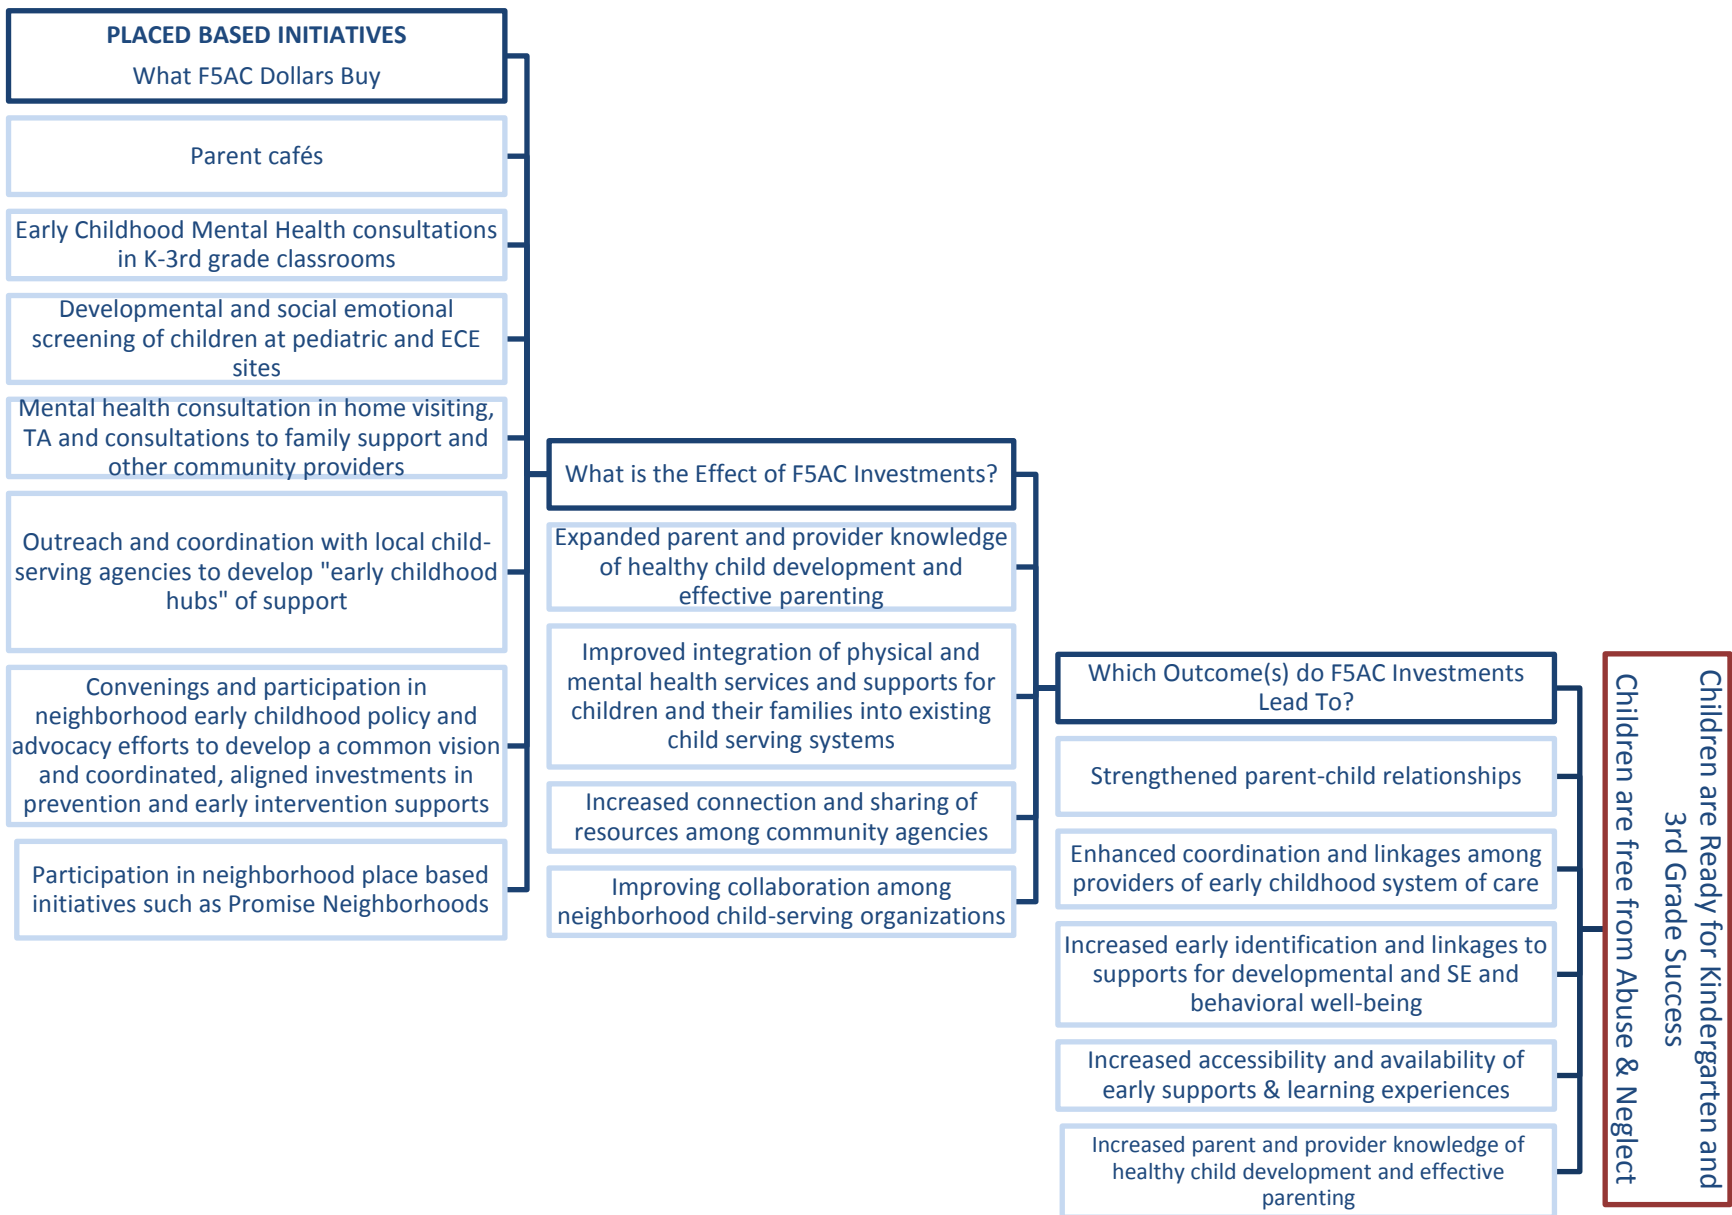 PLACED BASED INITIATIVES
What F5AC Dollars Buy
Parent cafés
Early Childhood Mental Health consultations
in K-3rd grade classrooms
Developmental and social emotional
screening of children at pediatric and ECE
sites
Mental health consultation in home visiting,
TA and consultations to family support and
other community providers
Outreach and coordination with local child-
serving agencies to develop "early childhood
hubs" of support
Convenings and participation in
neighborhood early childhood policy and
advocacy efforts to develop a common vision
and coordinated, aligned investments in
prevention and early intervention supports
Participation in neighborhood place based
initiatives such as Promise Neighborhoods
What is the Effect of F5AC Investments?
Expanded parent and provider knowledge
of healthy child development and
effective parenting
Improved integration of physical and
mental health services and supports for
children and their families into existing
child serving systems
Increased connection and sharing of
resources among community agencies
Improving collaboration among
neighborhood child-serving organizations
Which Outcome(s) do F5AC Investments
Lead To?
Strengthened parent-child relationships
Enhanced coordination and linkages among
providers of early childhood system of care
Increased early identification and linkages to
supports for developmental and SE and
behavioral well-being
Increased accessibility and availability of
early supports & learning experiences
Increased parent and provider knowledge of
healthy child development and effective
parenting
Children are Ready for Kindergarten and
3rd Grade Success
Children are free from Abuse & Neglect